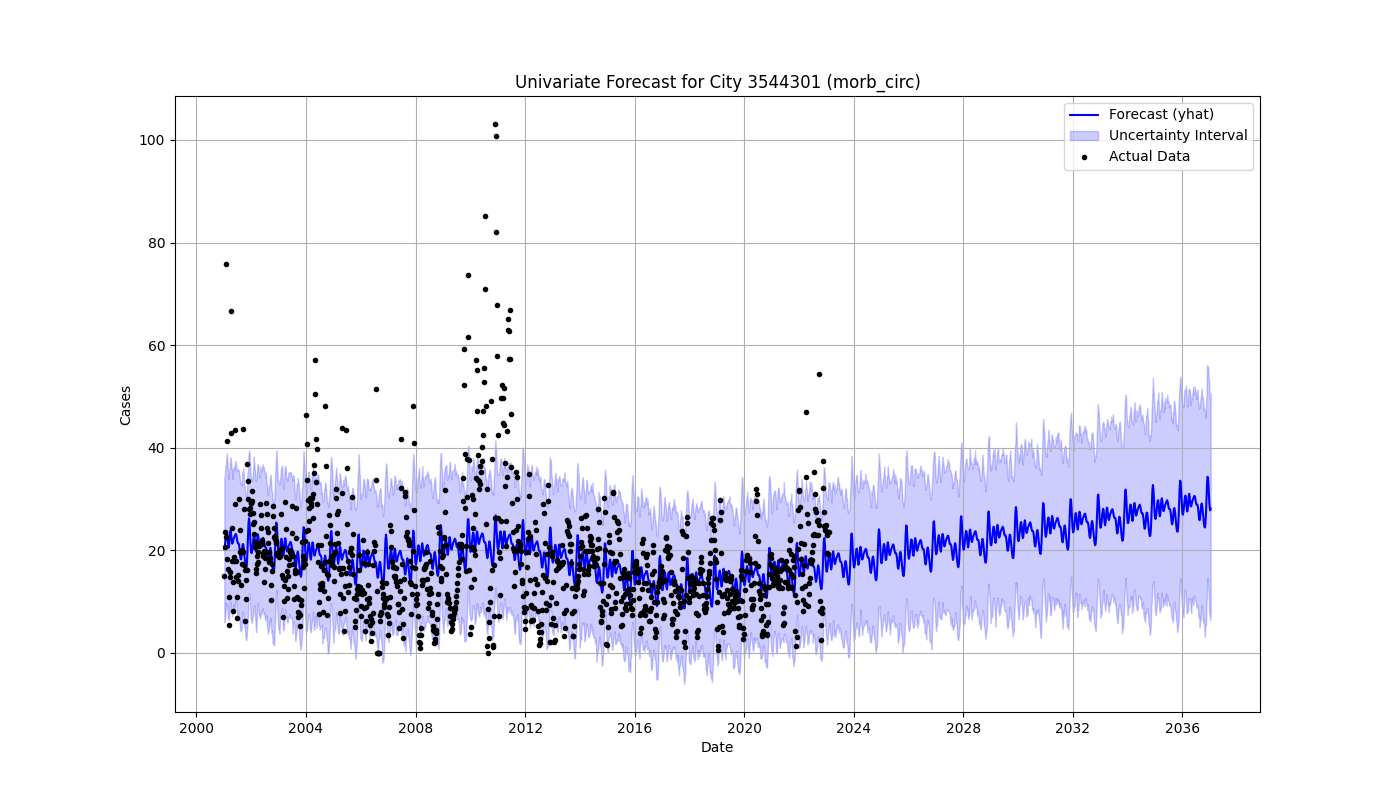 Univariate Forecast for City 3544301 (morb_circ)
Forecast (yhat)
Uncertainty Interval
Actual Data
100
80
60
40
20
0
Cases
2000 2004 2008 2012 2016 2020 2024 2028 2032 2036
Date